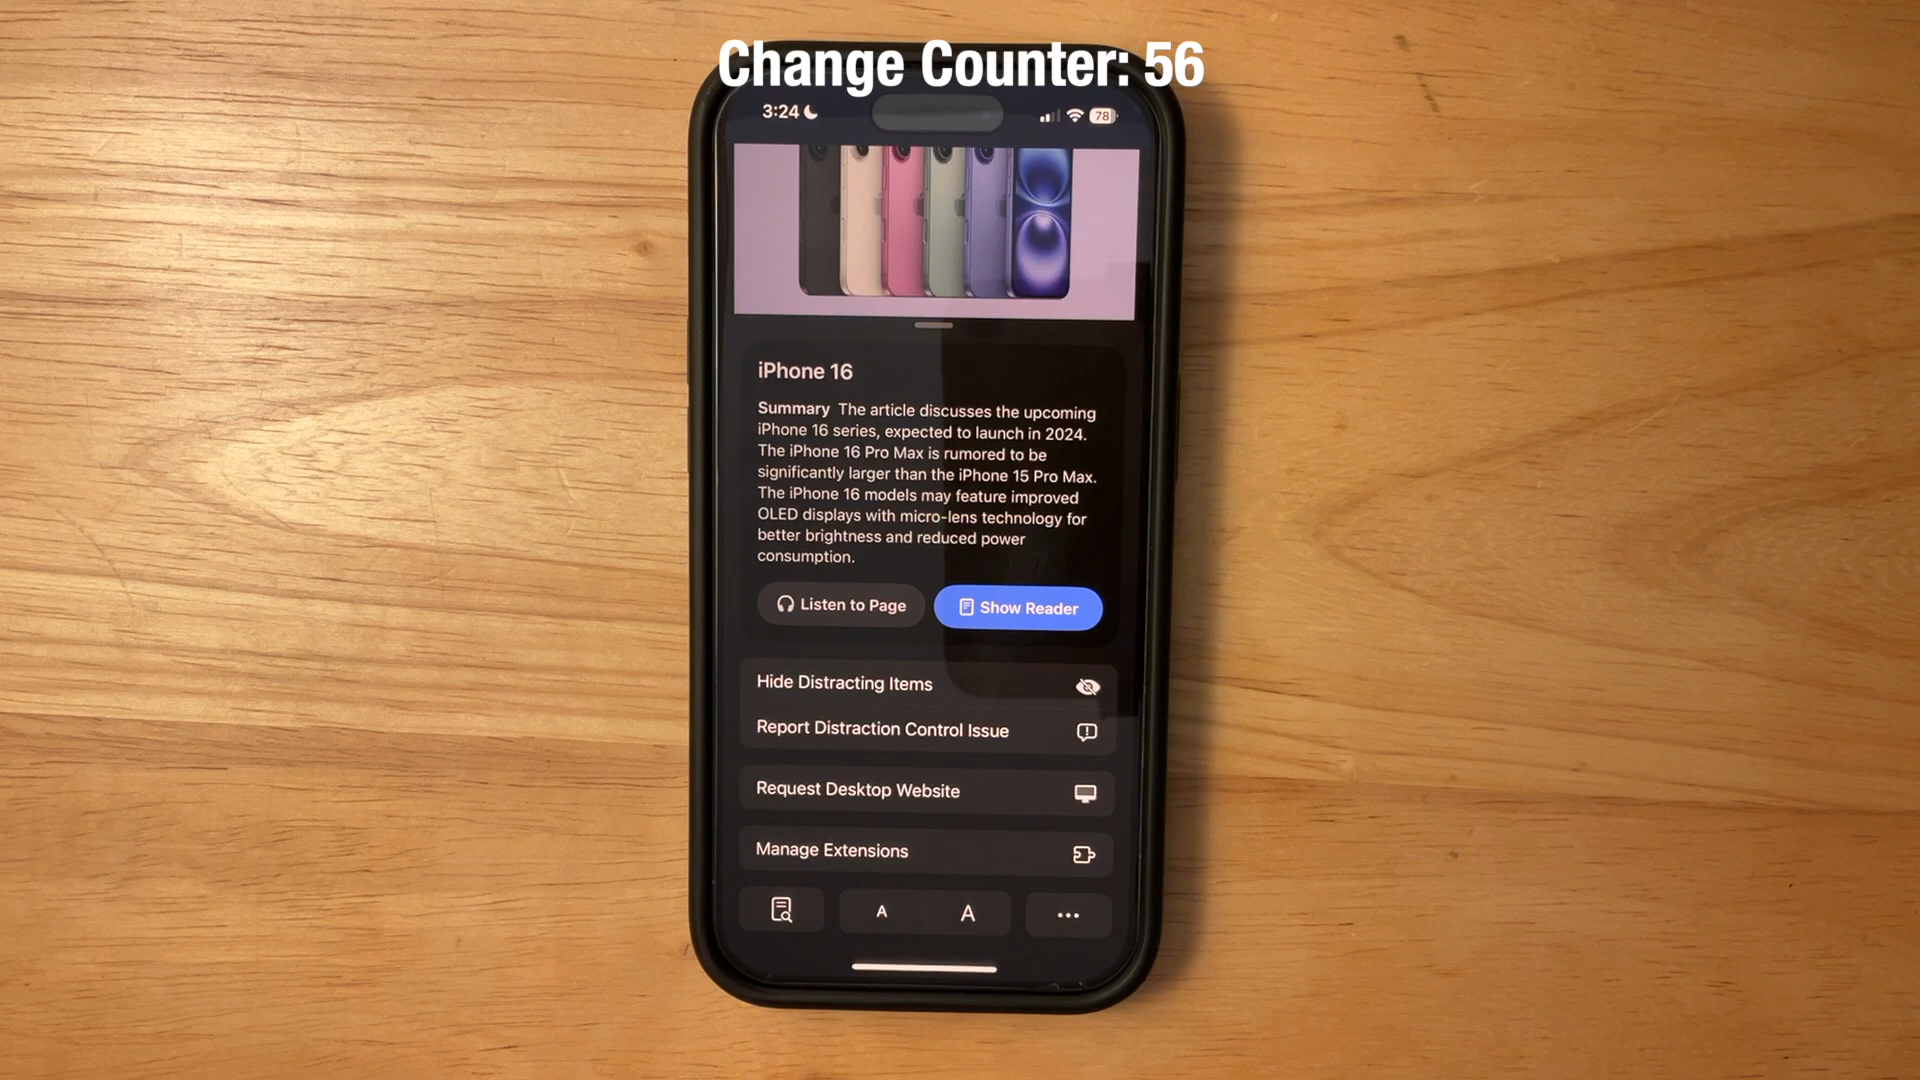 Change Counter: 56
3:24
78
iPhone 16
Summary The article discusses the upcoming
iPhone 16 series, expected to launch in 2024.
The iPhone 16 Pro Max is rumored to be
significantly larger than the iPhone 15 Pro Max.
The iPhone 16 models may feature improved
OLED displays with micro-lens technology for
better brightness and reduced power
consumption.
Listen to Page
Show Reader
Hide Distracting Items
Report Distraction Control Issue
Request Desktop Website
Manage Extensions
A
A